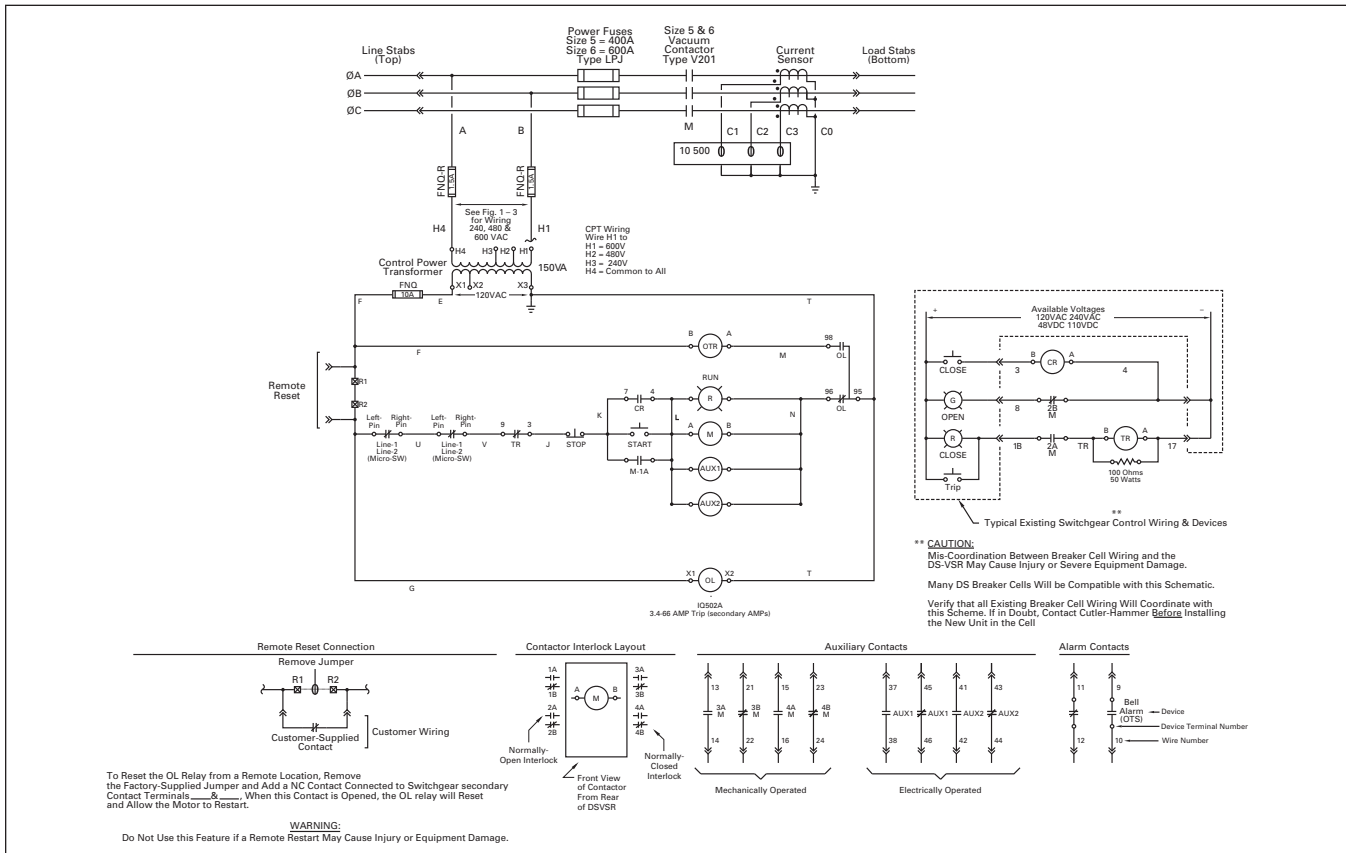 Line Stabs
(Top)
Power Fuses
Size 5 = 400A
Size 6 = 600A
Type LPJ
Size 5 & 6
Vacuum
Contactor
Type V201
Current
Sensor
Load Stabs
(Bottom)
ØA
ØB
ØC
A
B
M
C1
C2
C3
C0
10 500
FNQ-R
1.5A
FNQ-R
1.5A
See Fig. 1 – 3
for Wiring
240, 480 &
600 VAC
H4
H1
H4
H3
H2
H1
CPT Wiring
Wire H1 to
H1 = 600V
H2 = 480V
H3 = 240V
H4 = Common to All
Control Power
Transformer
150VA
X1
X2
X3
120VAC
FNQ
10A
F
E
T
F
B
OTR
A
M
98
OL
Remote
Reset
R1
R2
RUN
R
7
4
CR
K
L
N
96
95
OL
Left-
Pin
Right-
Pin
Line-1
Line-2
(Micro-SW)
U
Left-
Pin
Right-
Pin
Line-1
Line-2
(Micro-SW)
V
9
3
TR
J
STOP
START
M-1A
A
M
B
AUX1
AUX2
G
X1
OL
X2
T
IQ502A
3.4-66 AMP Trip (secondary AMPs)
+
–
Available Voltages
120VAC 240VAC
48VDC 110VDC
CLOSE
3
B
CR
A
4
G
OPEN
8
2B
M
R
CLOSE
1B
2A
M
TR
B
TR
A
17
100 Ohms
50 Watts
Trip
**
Typical Existing Switchgear Control Wiring & Devices
** CAUTION:
Mis-Coordination Between Breaker Cell Wiring and the
DS-VSR May Cause Injury or Severe Equipment Damage.
Many DS Breaker Cells Will be Compatible with this Schematic.
Verify that all Existing Breaker Cell Wiring Will Coordinate with
this Scheme. If in Doubt, Contact Cutler-Hammer Before Installing
the New Unit in the Cell
Remote Reset Connection
Remove Jumper
R1
R2
Customer-Supplied
Contact
Customer Wiring
To Reset the OL Relay from a Remote Location, Remove
the Factory-Supplied Jumper and Add a NC Contact Connected to Switchgear secondary
Contact Terminals ___&___, When this Contact is Opened, the OL relay will Reset
and Allow the Motor to Restart.
WARNING:
Do Not Use this Feature if a Remote Restart May Cause Injury or Equipment Damage.
Contactor Interlock Layout
1A
1B
2A
2B
A
M
B
3A
3B
4A
4B
Normally-
Open Interlock
Front View
of Contactor
From Rear
of DSVSR
Normally-
Closed
Interlock
Auxiliary Contacts
13
3A
M
14
21
3B
M
22
15
4A
M
16
23
4B
M
24
Mechanically Operated
37
AUX1
38
45
AUX1
46
41
AUX2
42
43
AUX2
44
Electrically Operated
Alarm Contacts
11
12
9
Bell
Alarm
(OTS)
10
Device
Device Terminal Number
Wire Number